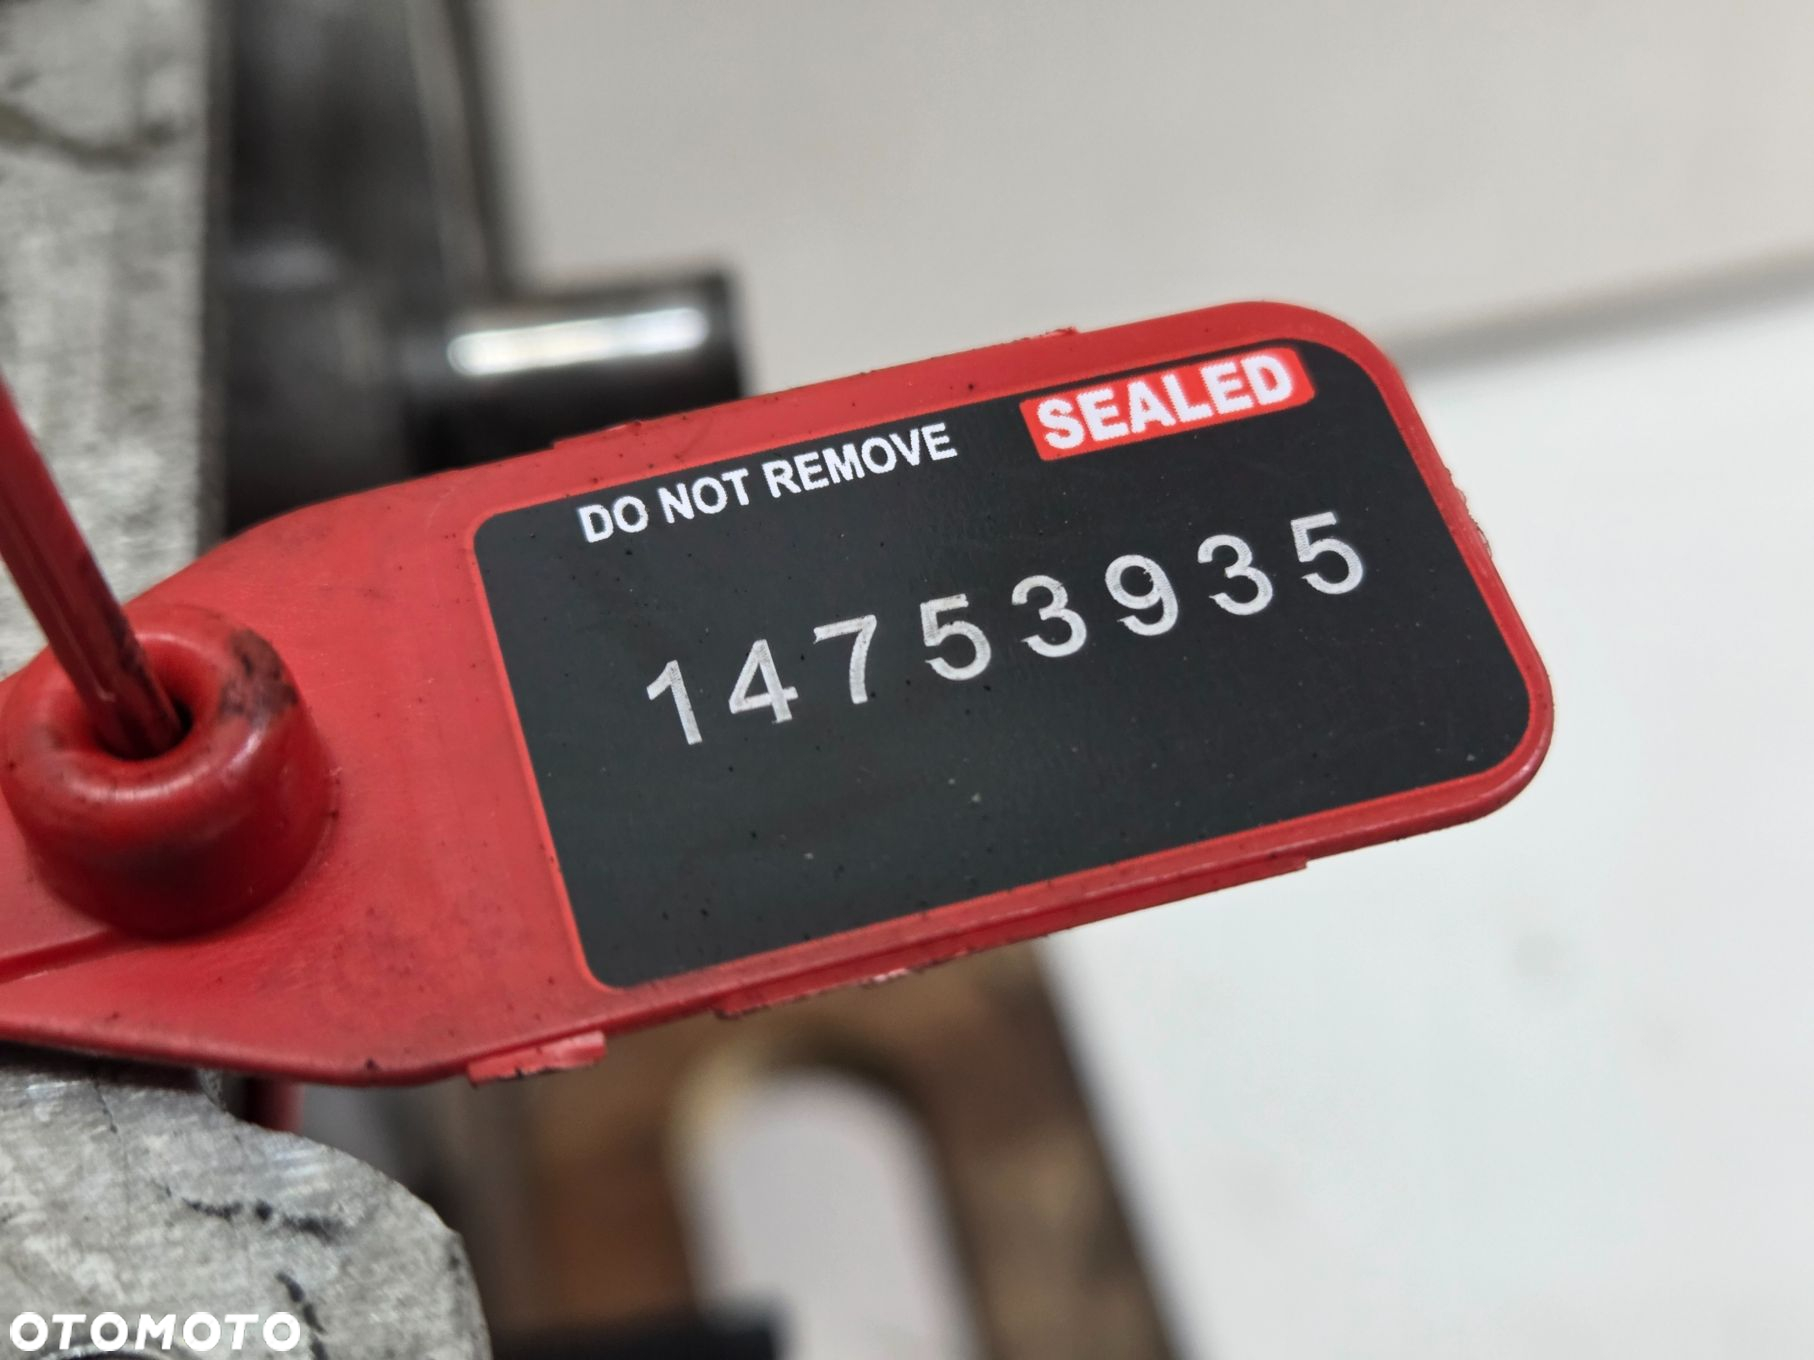 SEALED
DO NOT REMOVE
14753935
OTOMOTO